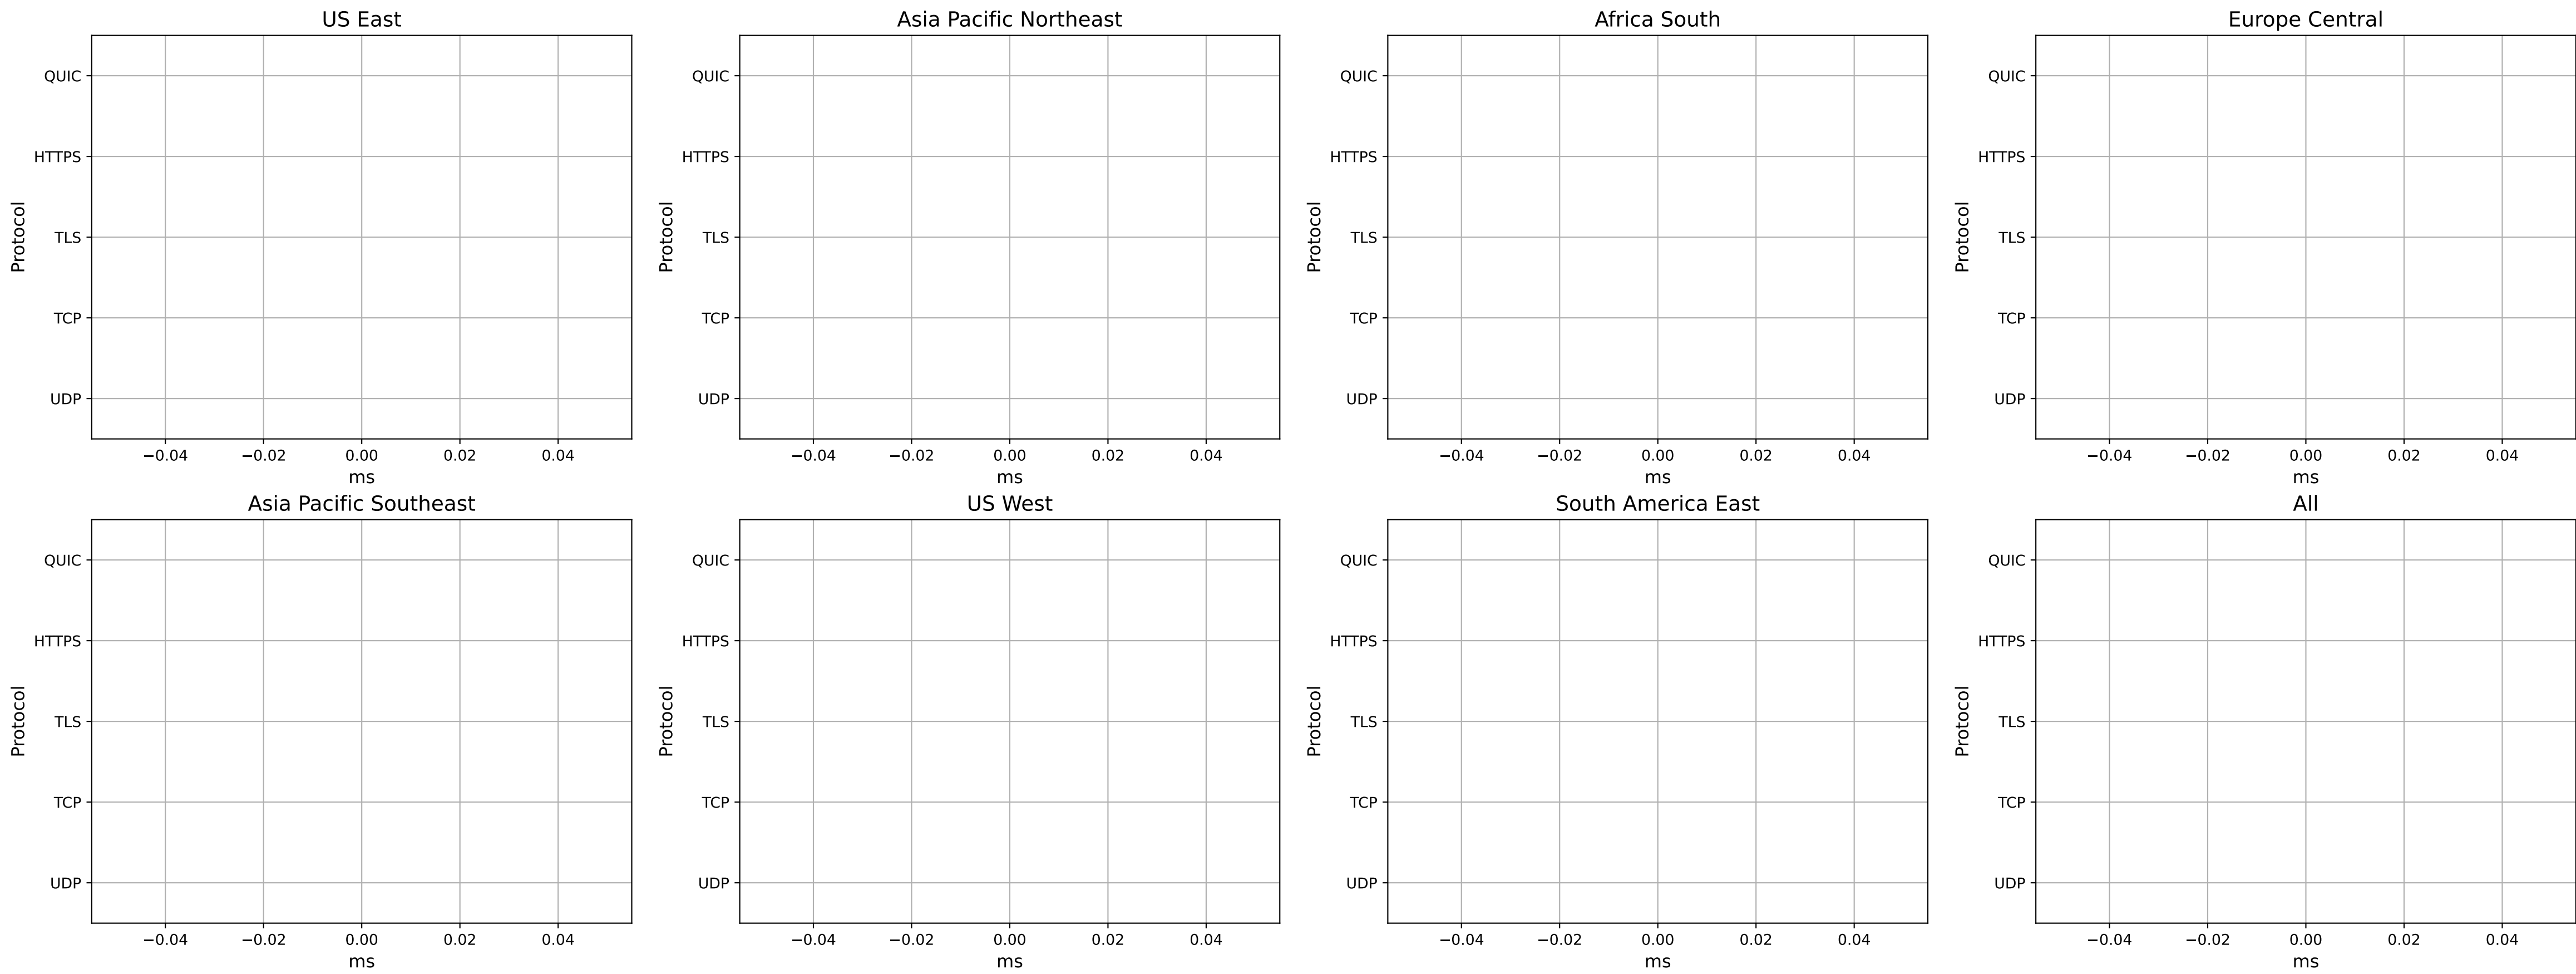 US East
QUIC
HTTPS
TLS
TCP
UDP
Protocol
−0.04 −0.02 0.00 0.02 0.04
ms
Asia Pacific Northeast
QUIC
HTTPS
TLS
TCP
UDP
Protocol
−0.04 −0.02 0.00 0.02 0.04
ms
Africa South
QUIC
HTTPS
TLS
TCP
UDP
Protocol
−0.04 −0.02 0.00 0.02 0.04
ms
Europe Central
QUIC
HTTPS
TLS
TCP
UDP
Protocol
−0.04 −0.02 0.00 0.02 0.04
ms
Asia Pacific Southeast
QUIC
HTTPS
TLS
TCP
UDP
Protocol
−0.04 −0.02 0.00 0.02 0.04
ms
US West
QUIC
HTTPS
TLS
TCP
UDP
Protocol
−0.04 −0.02 0.00 0.02 0.04
ms
South America East
QUIC
HTTPS
TLS
TCP
UDP
Protocol
−0.04 −0.02 0.00 0.02 0.04
ms
All
QUIC
HTTPS
TLS
TCP
UDP
Protocol
−0.04 −0.02 0.00 0.02 0.04
ms